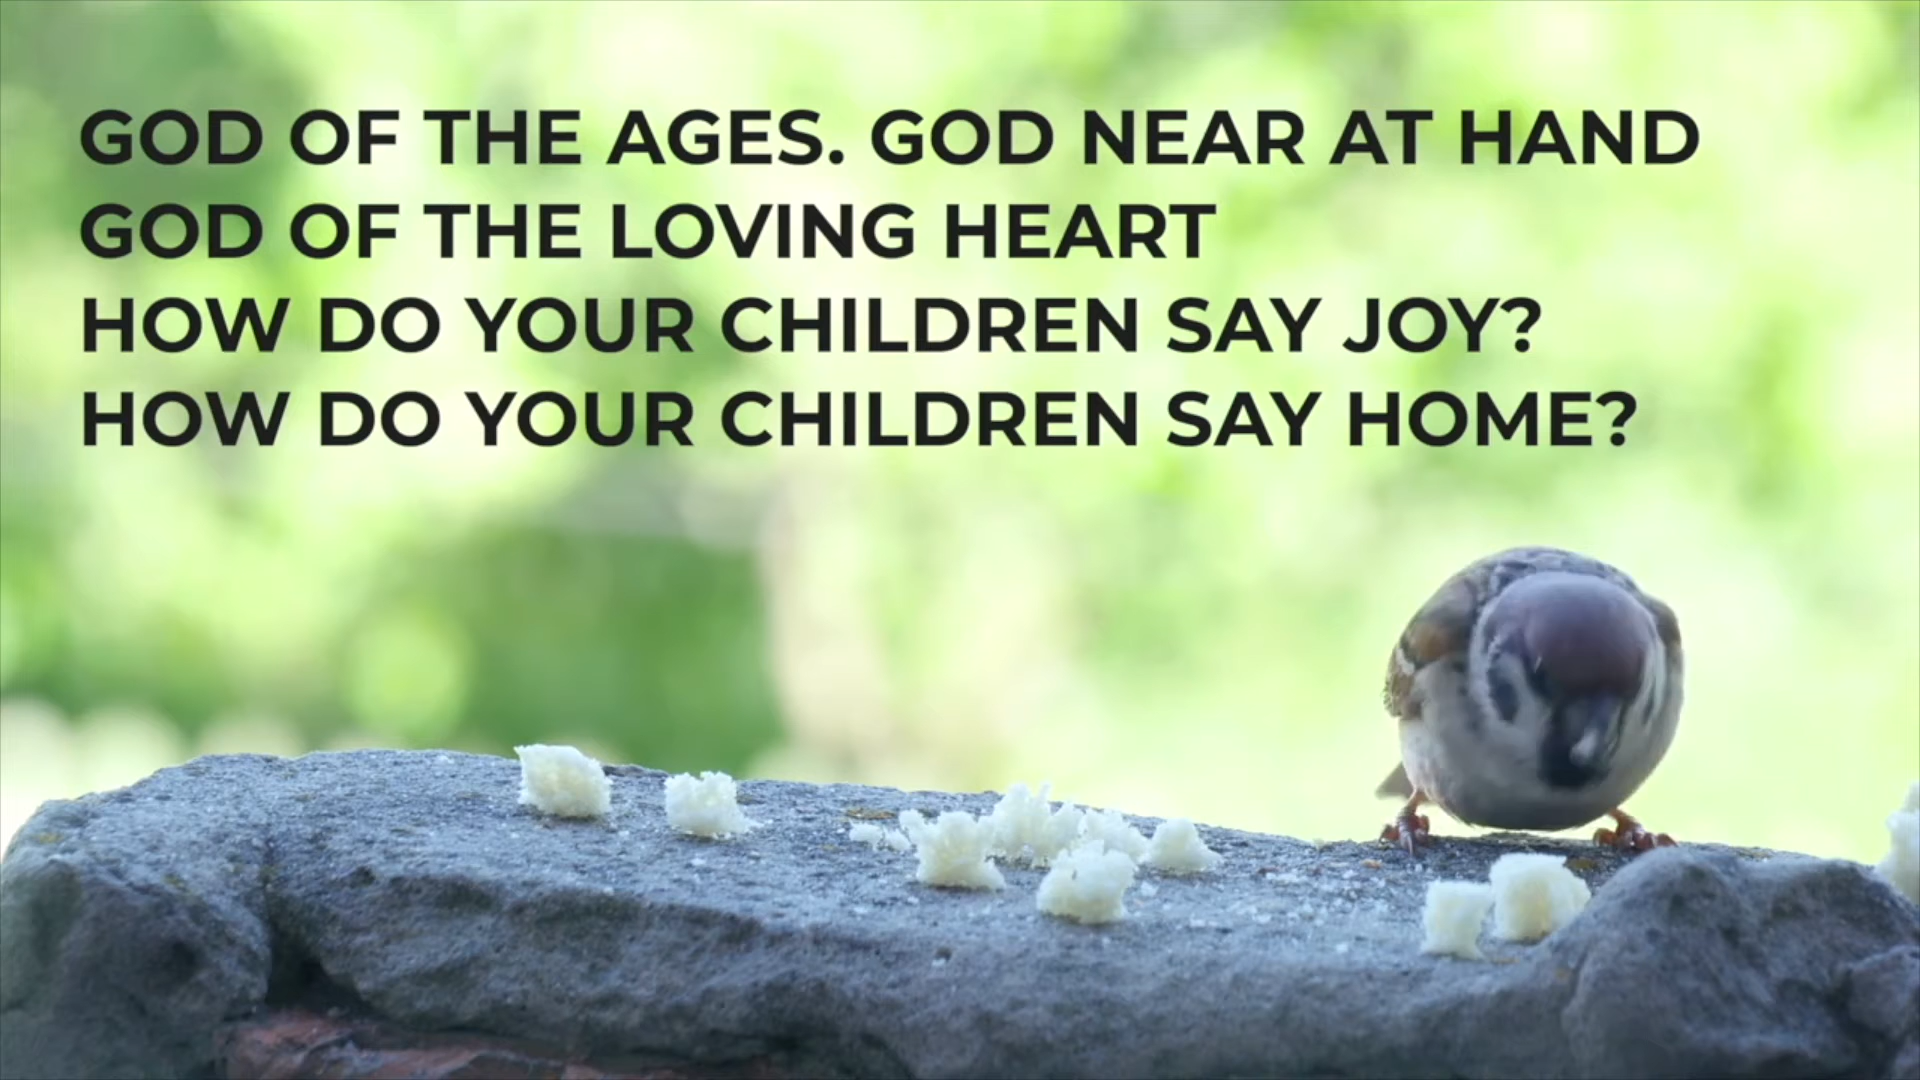 GOD OF THE AGES. GOD NEAR AT HAND
GOD OF THE LOVING HEART
HOW DO YOUR CHILDREN SAY JOY?
HOW DO YOUR CHILDREN SAY HOME?